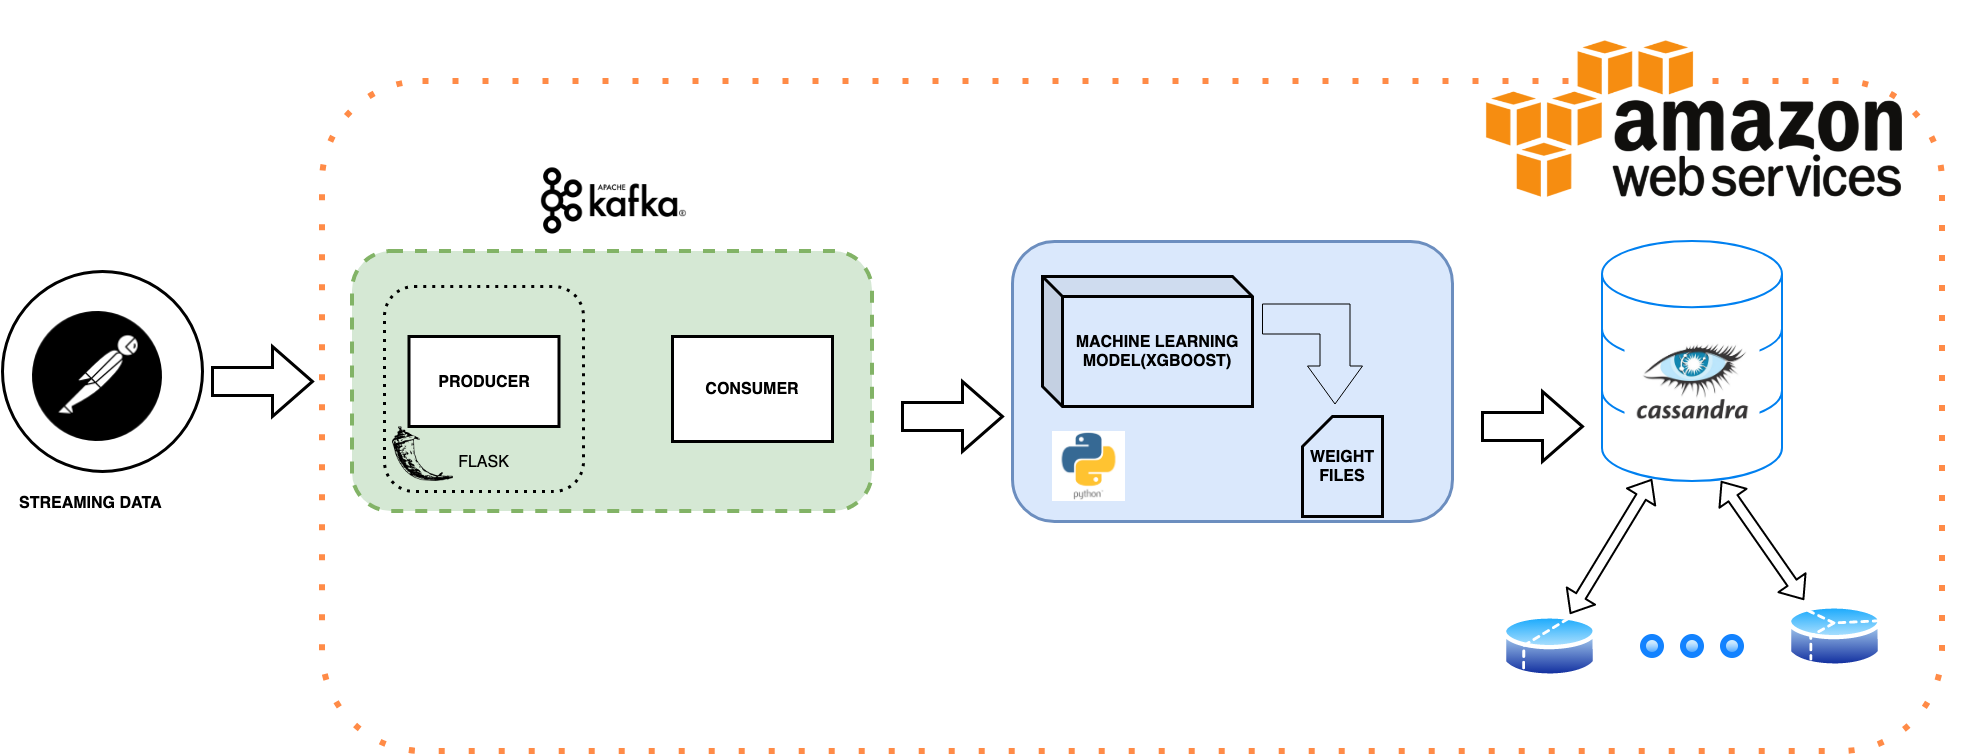 amazon
web services
APACHE
kafka®
PRODUCER
CONSUMER
FLASK
STREAMING DATA
MACHINE LEARNING
MODEL(XGBOOST)
python
WEIGHT
FILES
cassandra